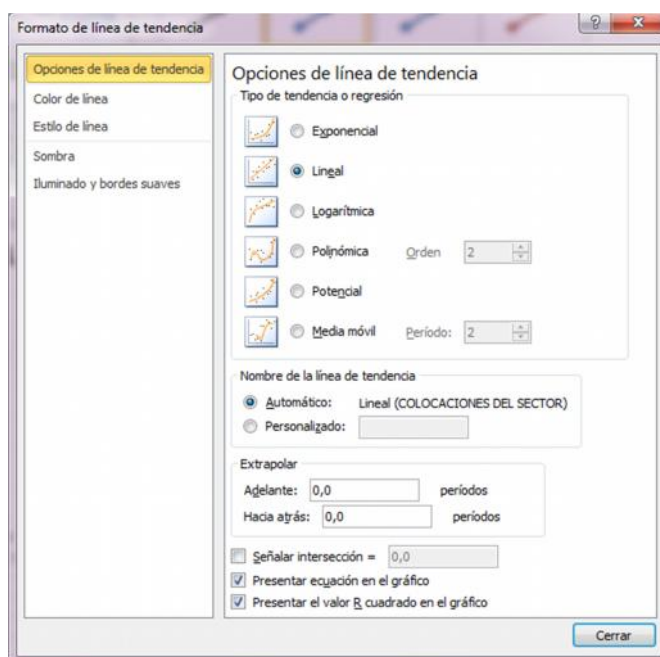 Formato de línea de tendencia
Opciones de línea de tendencia
Color de línea
Estilo de línea
Sombra
Iluminado y bordes suaves
Opciones de línea de tendencia
Tipo de tendencia o regresión
Exponencial
Lineal
Logarítmica
Polinómica Orden 2
Potencial
Media móvil Período: 2
Nombre de la línea de tendencia
Automático: Lineal (COLOCACIONES DEL SECTOR)
Personalizado:
Extrapolar
Adelante: 0,0 períodos
Hacia atrás: 0,0 períodos
Señalar intersección = 0,0
Presentar ecuación en el gráfico
Presentar el valor R cuadrado en el gráfico
Cerrar